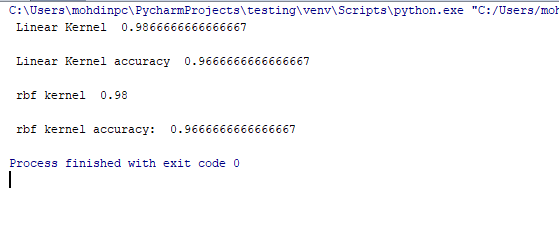 C:\Users\mohdinpc\PycharmProjects\testing\venv\Scripts\python.exe "C:/Users/moh
Linear Kernel  0.9866666666666667
Linear Kernel accuracy  0.9666666666666667
rbf kernel  0.98
rbf kernel accuracy:  0.9666666666666667
Process finished with exit code 0